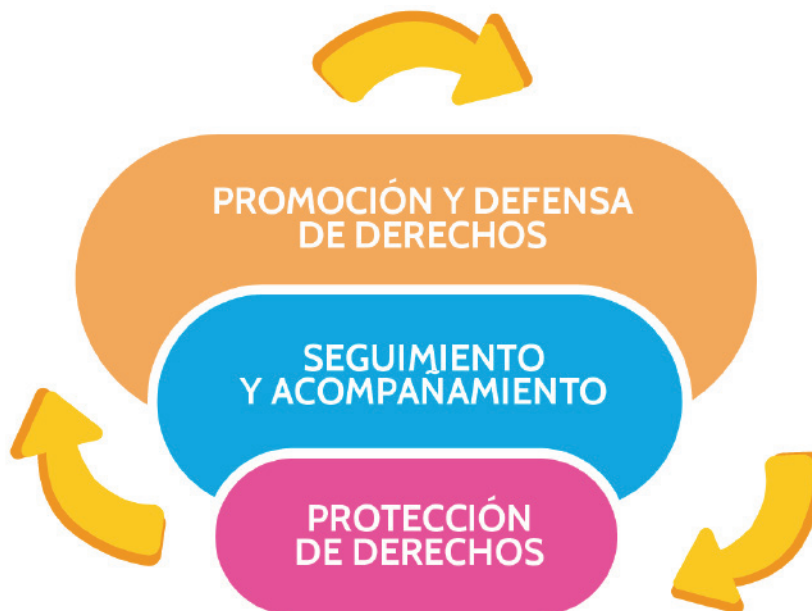 PROMOCIÓN Y DEFENSA
DE DERECHOS
SEGUIMIENTO
Y ACOMPAÑAMIENTO
PROTECCIÓN
DE DERECHOS